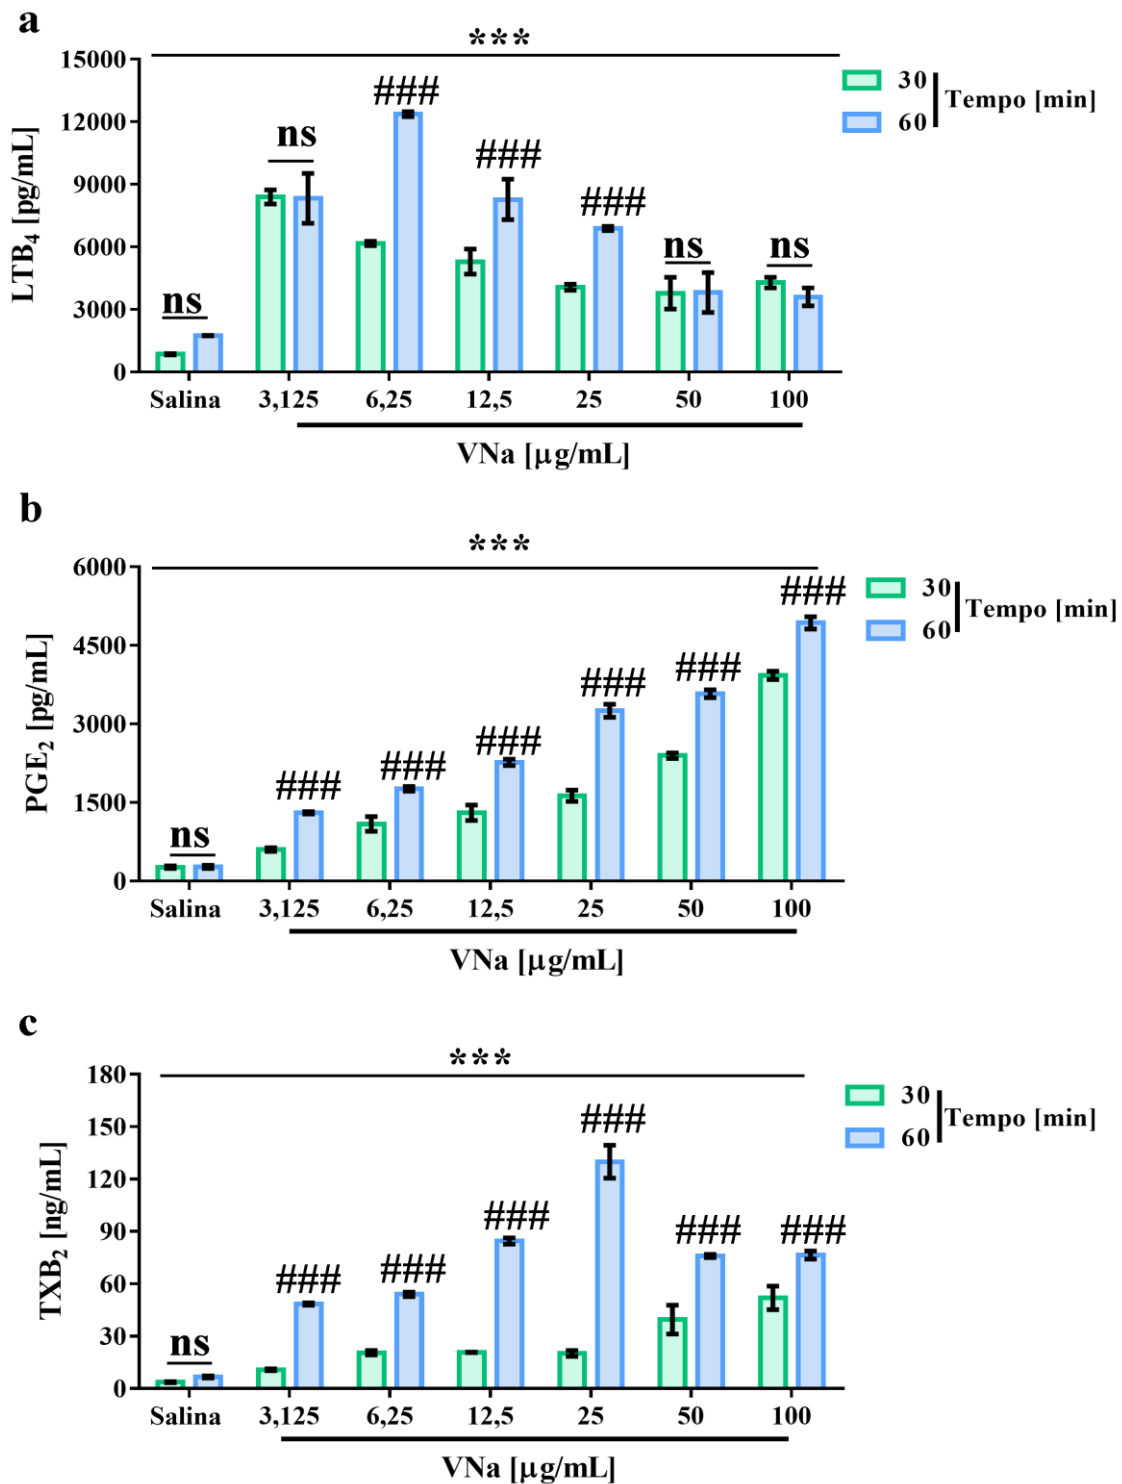 a
***
15000
12000
9000
6000
3000
0
LTB₄ [pg/mL]
ns
ns
###
###
###
ns
ns
30
60
Tempo [min]
Salina 3,125 6,25 12,5 25 50 100
VNa [µg/mL]
b
***
6000
4500
3000
1500
0
PGE₂ [pg/mL]
ns
###
###
###
###
###
###
30
60
Tempo [min]
Salina 3,125 6,25 12,5 25 50 100
VNa [µg/mL]
c
***
180
150
120
90
60
30
0
TXB₂ [ng/mL]
ns
###
###
###
###
###
###
30
60
Tempo [min]
Salina 3,125 6,25 12,5 25 50 100
VNa [µg/mL]